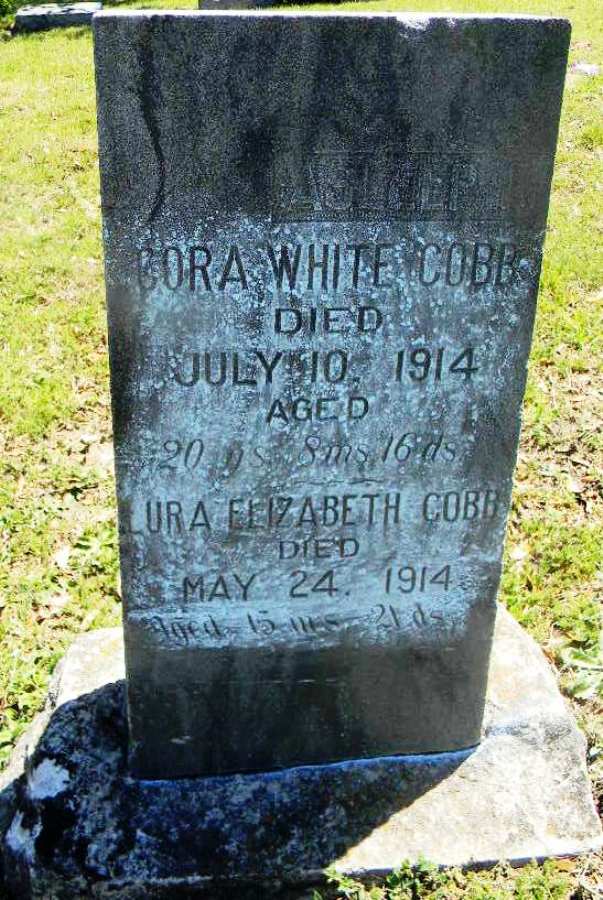 CORA WHITE COBB
DIED
JULY 10, 1914
AGED
20 ys 8 ms 16 ds
LURA ELIZABETH COBB
DIED
MAY 24, 1914
Aged 15 ms 21 ds